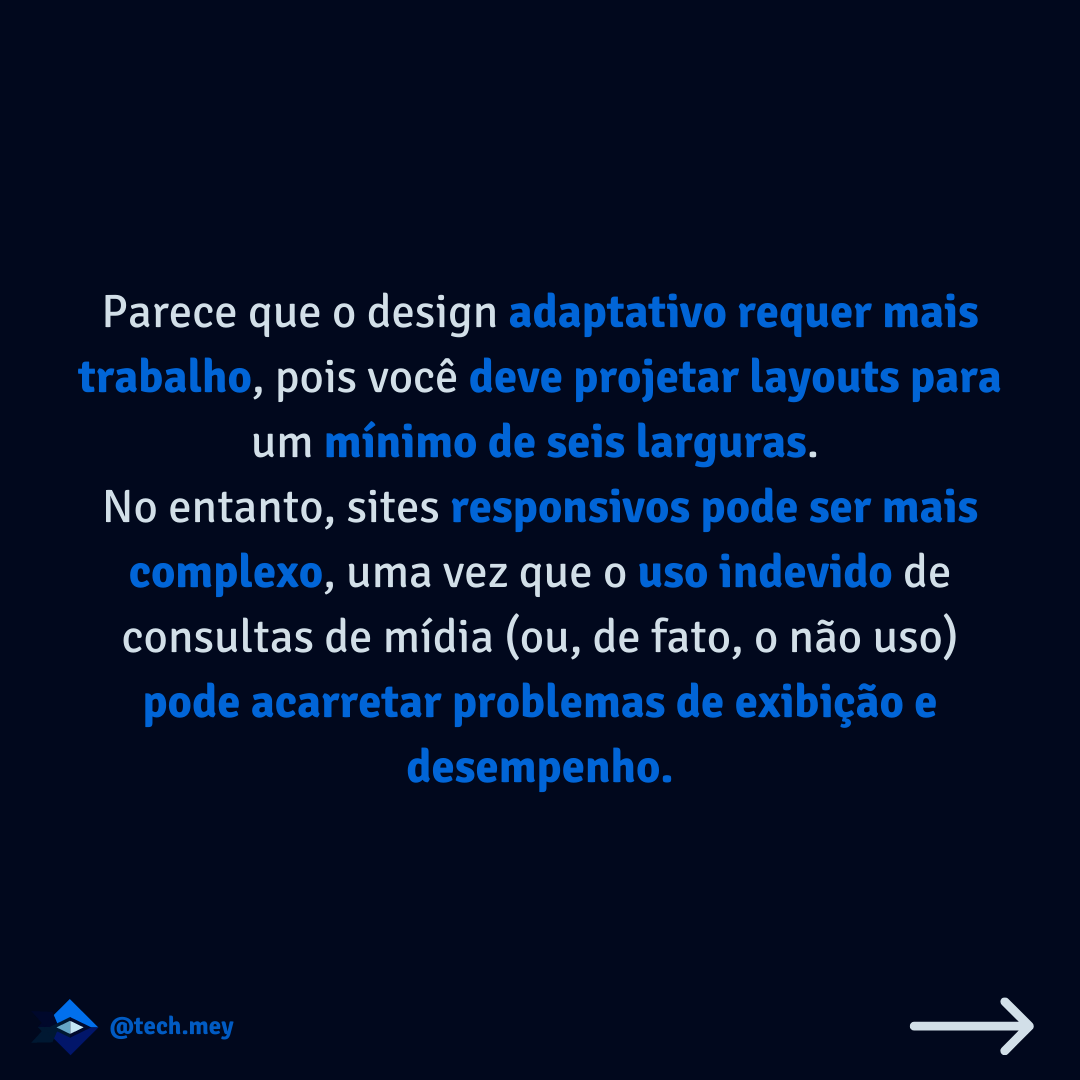 Parece que o design adaptativo requer mais
trabalho, pois você deve projetar layouts para
um mínimo de seis larguras.
No entanto, sites responsivos pode ser mais
complexo, uma vez que o uso indevido de
consultas de mídia (ou, de fato, o não uso)
pode acarretar problemas de exibição e
desempenho.
@tech.mey